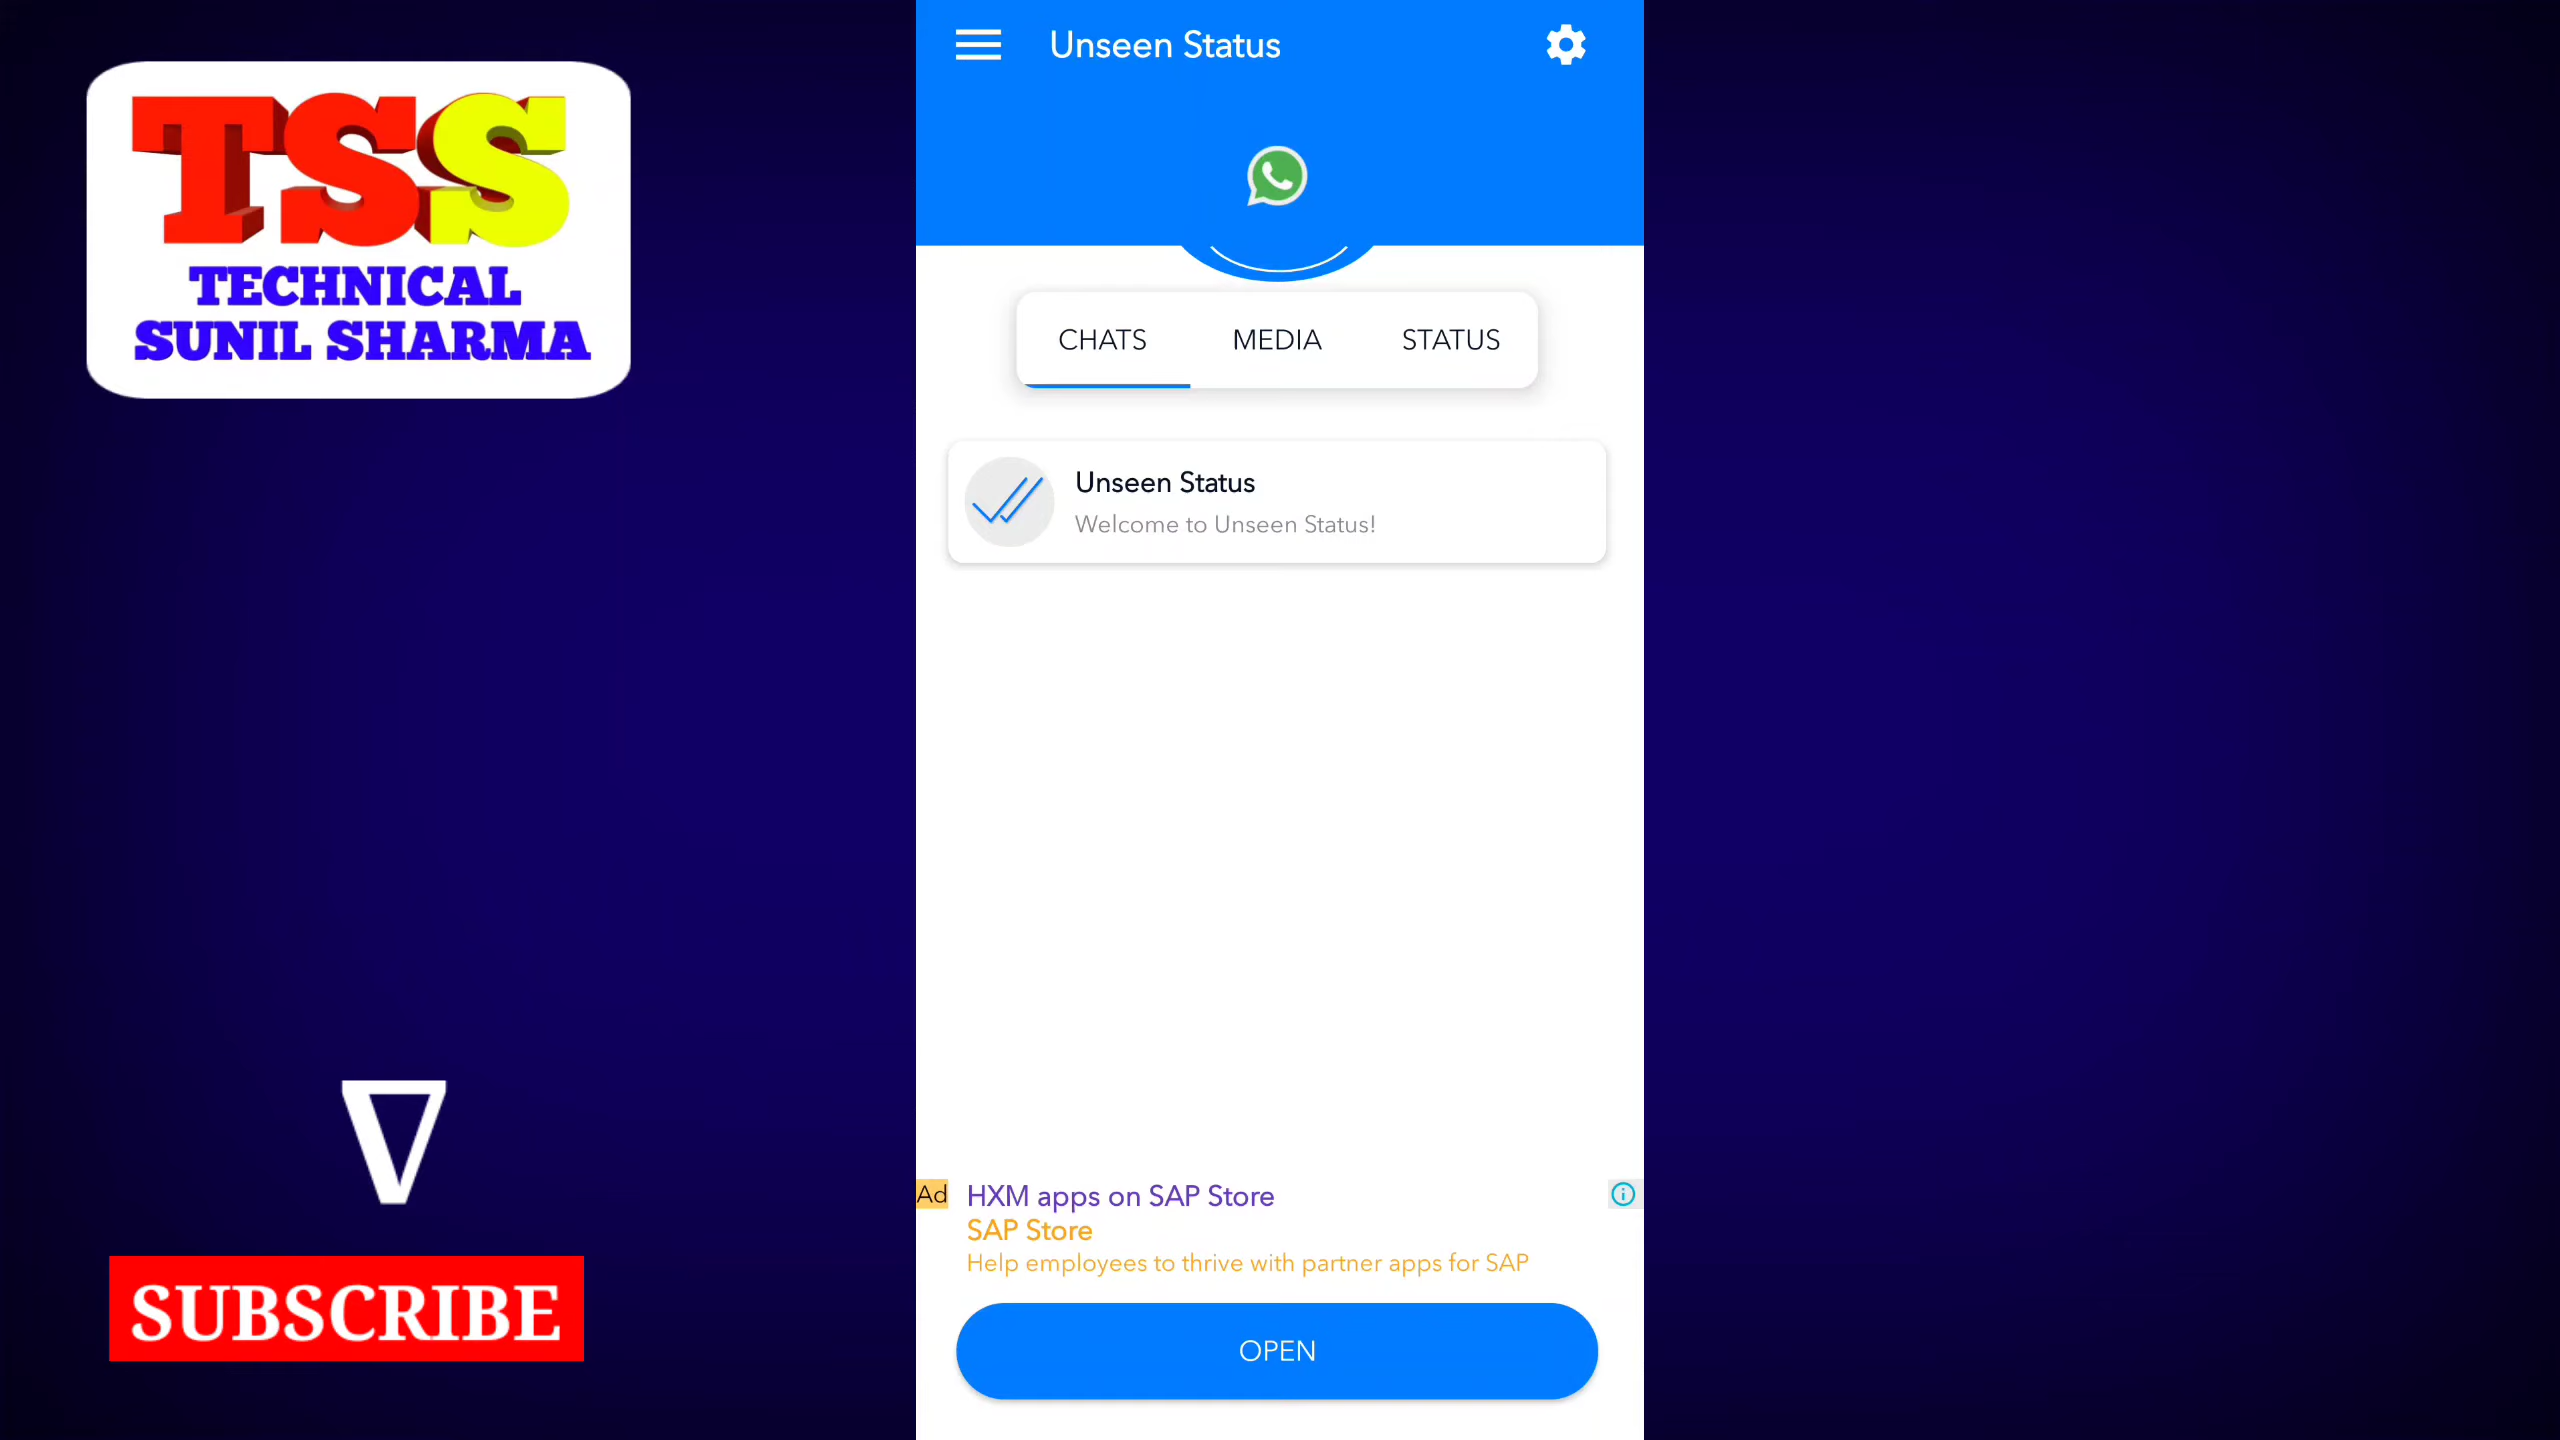 TSS
TECHNICAL
SUNIL SHARMA
SUBSCRIBE
Unseen Status
CHATS
MEDIA
STATUS
Unseen Status
Welcome to Unseen Status!
Ad
HXM apps on SAP Store
SAP Store
Help employees to thrive with partner apps for SAP
OPEN